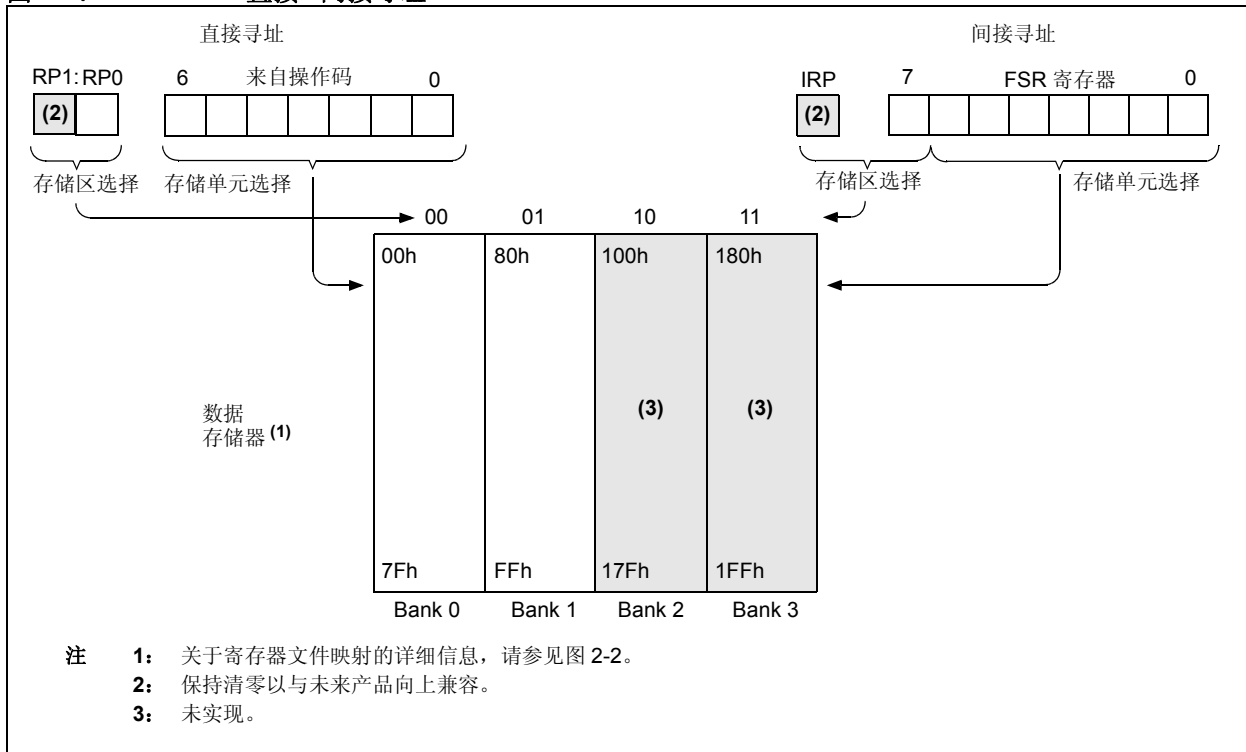 直接寻址 间接寻址
RP1: RP0 6 来自操作码 0 IRP 7 FSR 寄存器 0
(2) (2)
存储区选择 存储单元选择 存储区选择 存储单元选择
00 01 10 11
00h 80h 100h 180h
(3) (3)
数据
存储器 (1)
7Fh FFh 17Fh 1FFh
Bank 0 Bank 1 Bank 2 Bank 3
注 1： 关于寄存器文件映射的详细信息，请参见图 2-2。
2： 保持清零以与未来产品向上兼容。
3： 未实现。